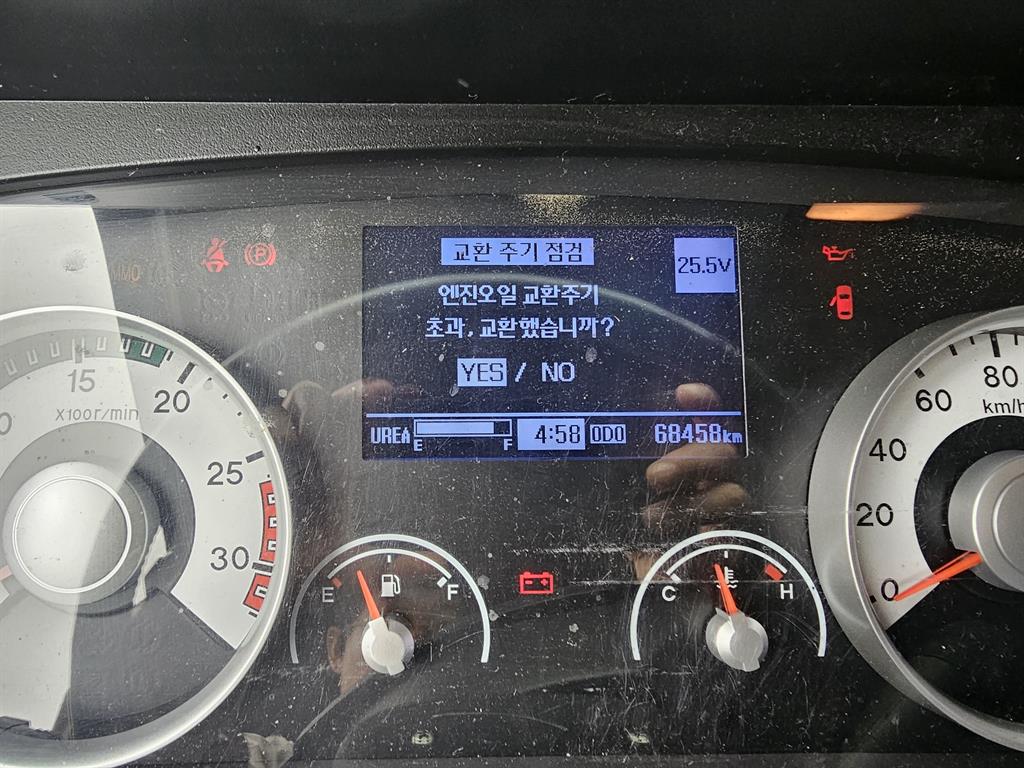 교환 주기 점검
25.5V
엔진오일 교환주기
초과, 교환했습니까?
YES / NO
UREA E F 4:58 ODO 68458km
15
X100r/min
20
25
30
E F
C H
0
20
40
60
80
km/h